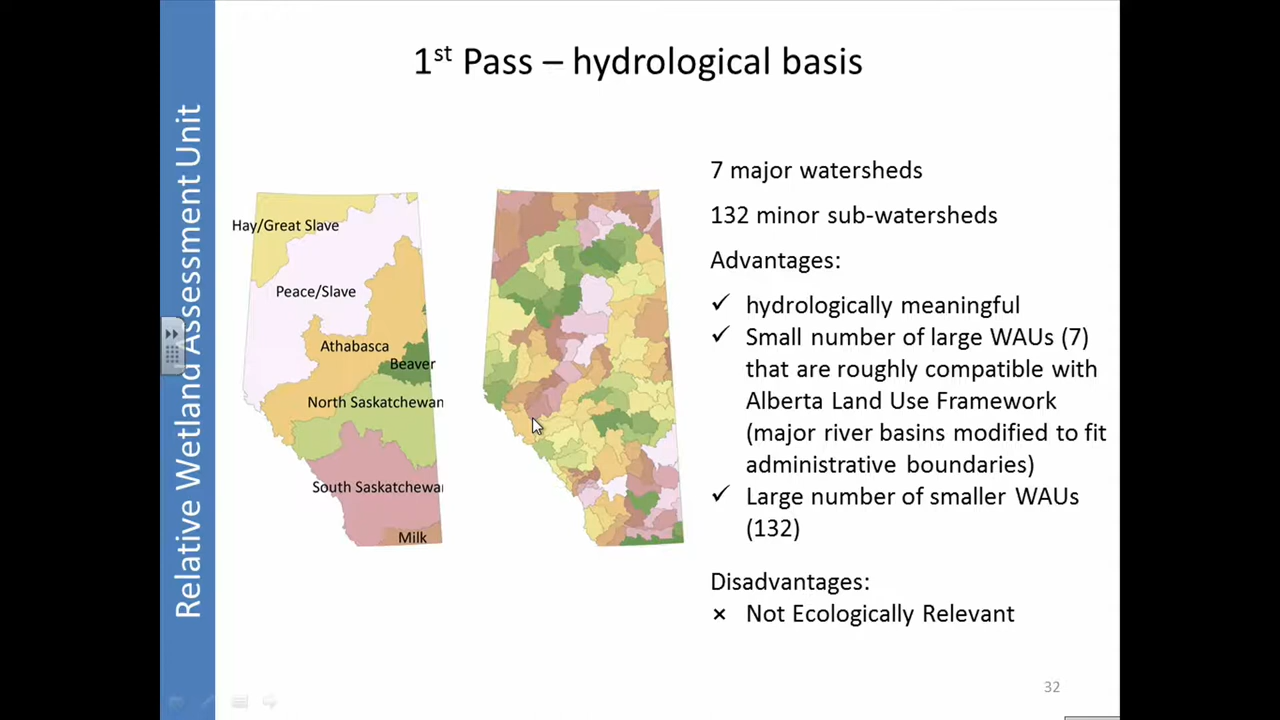 1st Pass – hydrological basis
Relative Wetland Assessment Unit
Hay/Great Slave
Peace/Slave
Athabasca
Beaver
North Saskatchewan
South Saskatchewa
Milk
7 major watersheds
132 minor sub-watersheds
Advantages:
✓ hydrologically meaningful
✓ Small number of large WAUs (7)
that are roughly compatible with
Alberta Land Use Framework
(major river basins modified to fit
administrative boundaries)
✓ Large number of smaller WAUs
(132)
Disadvantages:
× Not Ecologically Relevant
32